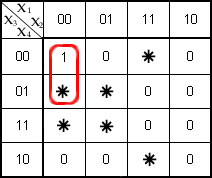 X₁
X₃ X₂ 00 01 11 10
X₄
00 1 0 * 0
01 * * 0 0
11 * * 0 0
10 0 0 * 0